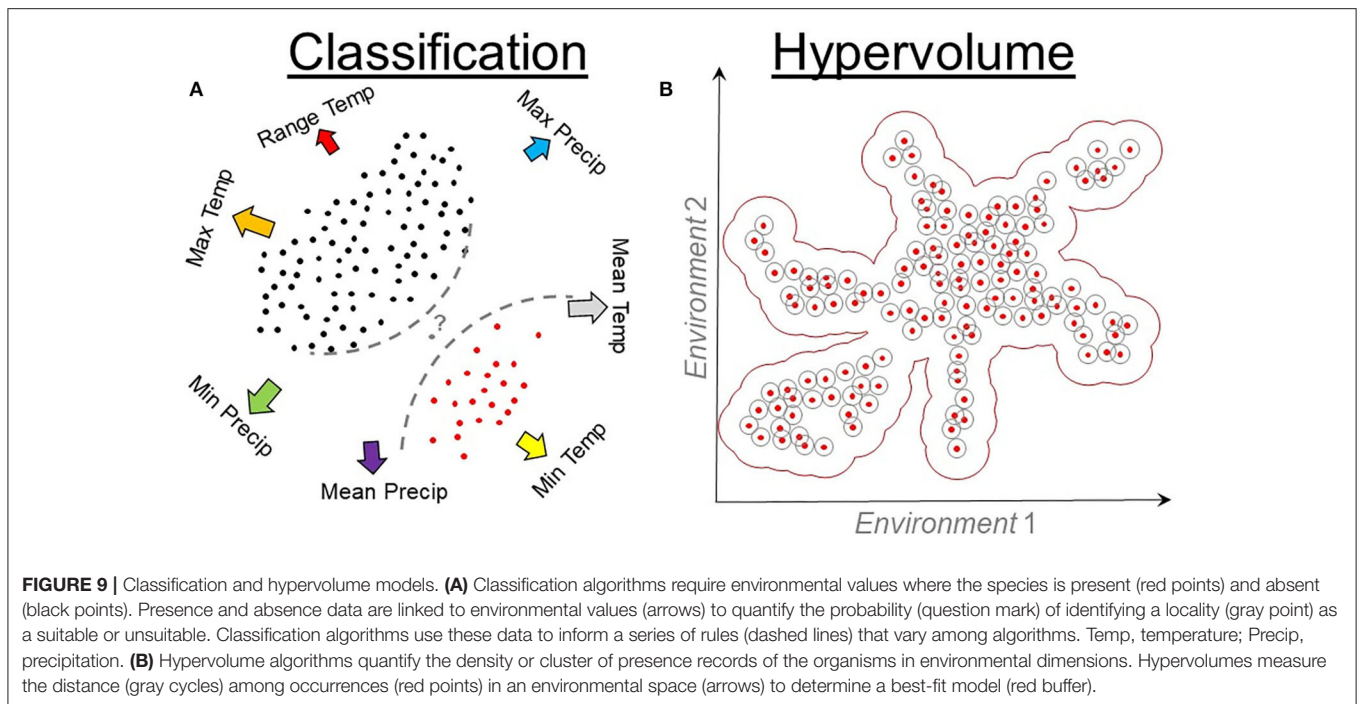 Classification
Hypervolume
A
B
Range Temp
Max Precip
Max Temp
Mean Temp
?
Min Precip
Min Temp
Mean Precip
Environment 2
Environment 1
FIGURE 9 | Classification and hypervolume models. (A) Classification algorithms require environmental values where the species is present (red points) and absent
(black points). Presence and absence data are linked to environmental values (arrows) to quantify the probability (question mark) of identifying a locality (gray point) as
a suitable or unsuitable. Classification algorithms use these data to inform a series of rules (dashed lines) that vary among algorithms. Temp, temperature; Precip,
precipitation. (B) Hypervolume algorithms quantify the density or cluster of presence records of the organisms in environmental dimensions. Hypervolumes measure
the distance (gray cycles) among occurrences (red points) in an environmental space (arrows) to determine a best-fit model (red buffer).